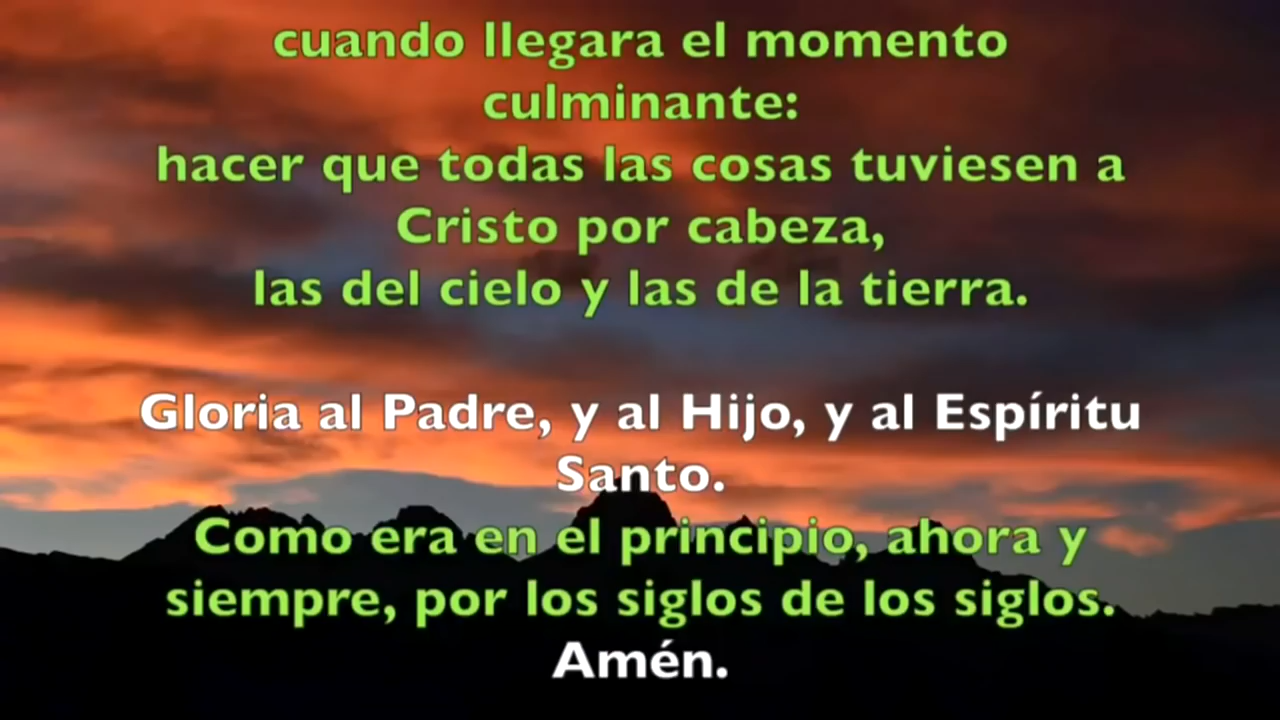 cuando llegara el momento
culminante:
hacer que todas las cosas tuviesen a
Cristo por cabeza,
las del cielo y las de la tierra.
Gloria al Padre, y al Hijo, y al Espíritu
Santo.
Como era en el principio, ahora y
siempre, por los siglos de los siglos.
Amén.